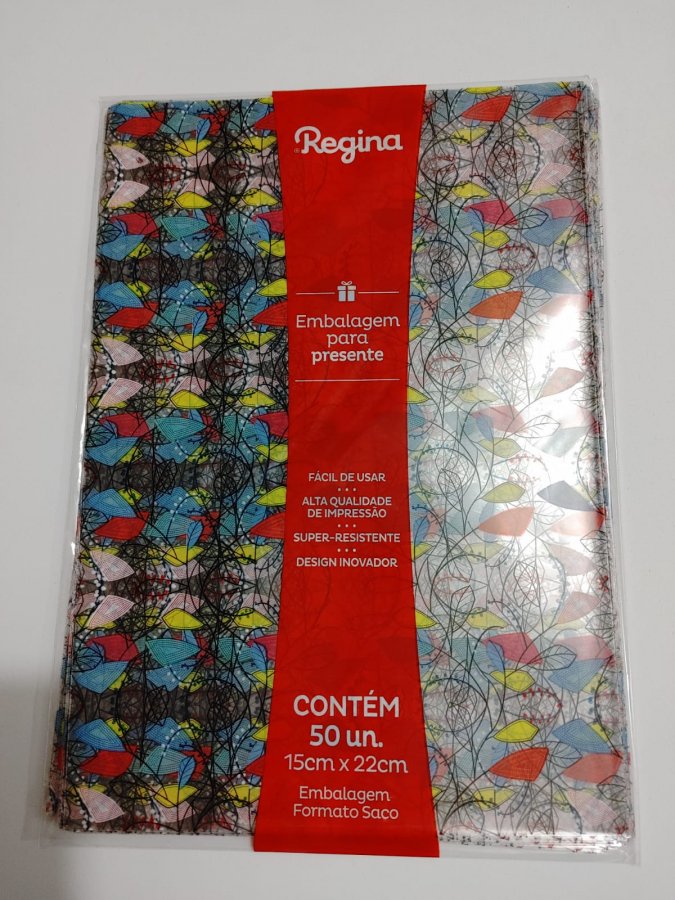 ®Regina
Embalagem
para
presente
FÁCIL DE USAR
ALTA QUALIDADE
DE IMPRESSÃO
SUPER-RESISTENTE
DESIGN INOVADOR
CONTÉM
50 un.
15cm x 22cm
Embalagem
Formato Saco